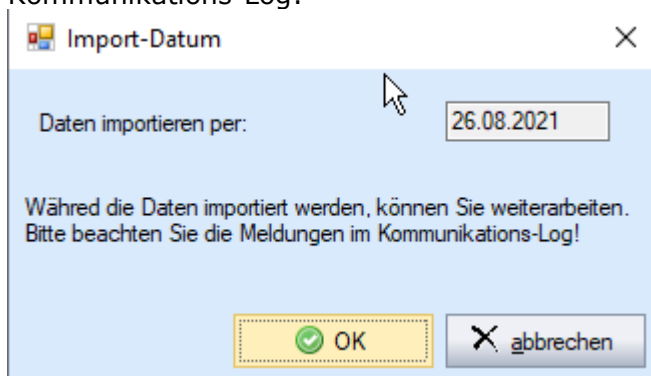 Kommunikations-Log.
Import-Datum
Daten importieren per: 26.08.2021
Währed die Daten importiert werden, können Sie weiterarbeiten.
Bitte beachten Sie die Meldungen im Kommunikations-Log!
OK abbrechen